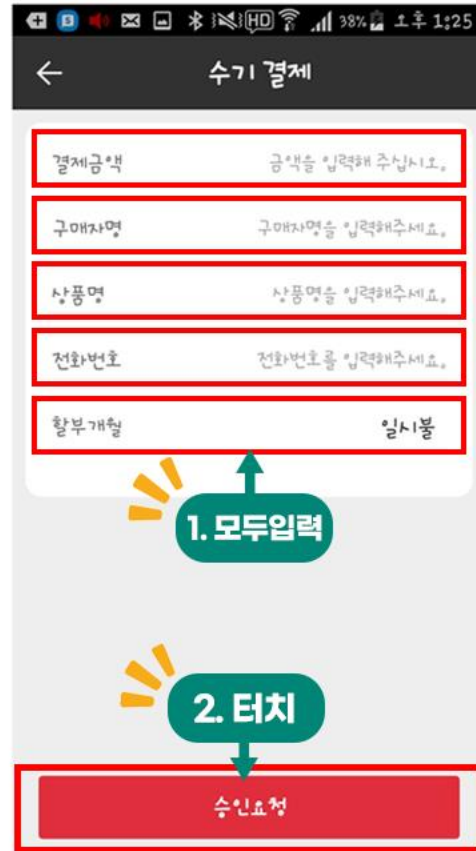 38% 오후 1:25
수기 결제
결제금액 금액을 입력해 주십시오.
구매자명 구매자명을 입력해주세요.
상품명 상품명을 입력해주세요.
전화번호 전화번호를 입력해주세요.
할부개월 일시불
1. 모두입력
2. 터치
승인요청